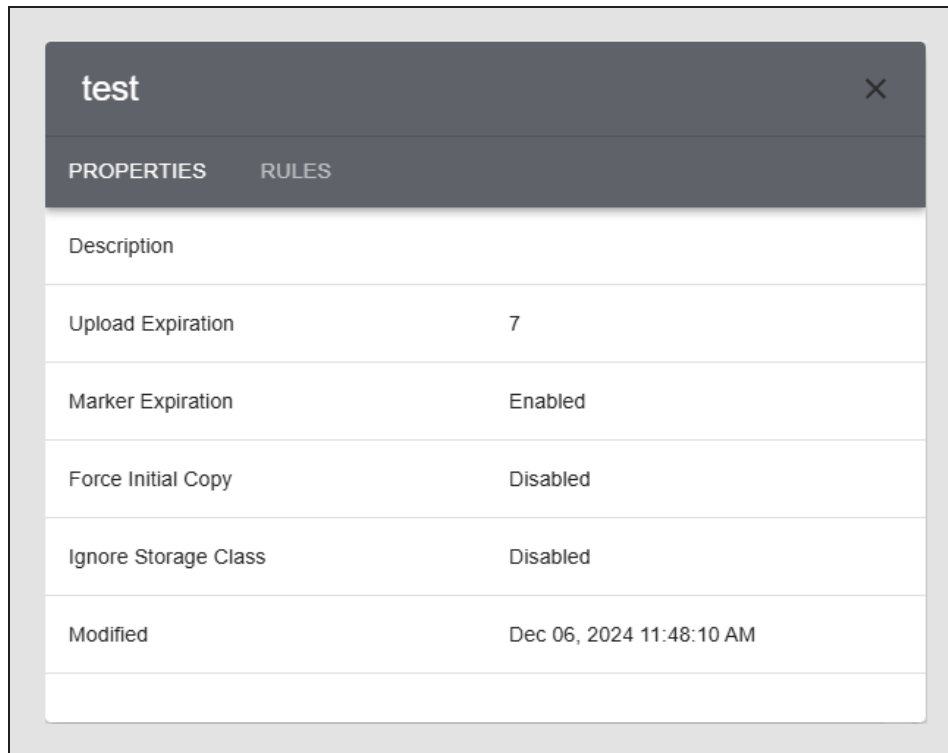 test
PROPERTIES RULES
Description
Upload Expiration 7
Marker Expiration Enabled
Force Initial Copy Disabled
Ignore Storage Class Disabled
Modified Dec 06, 2024 11:48:10 AM